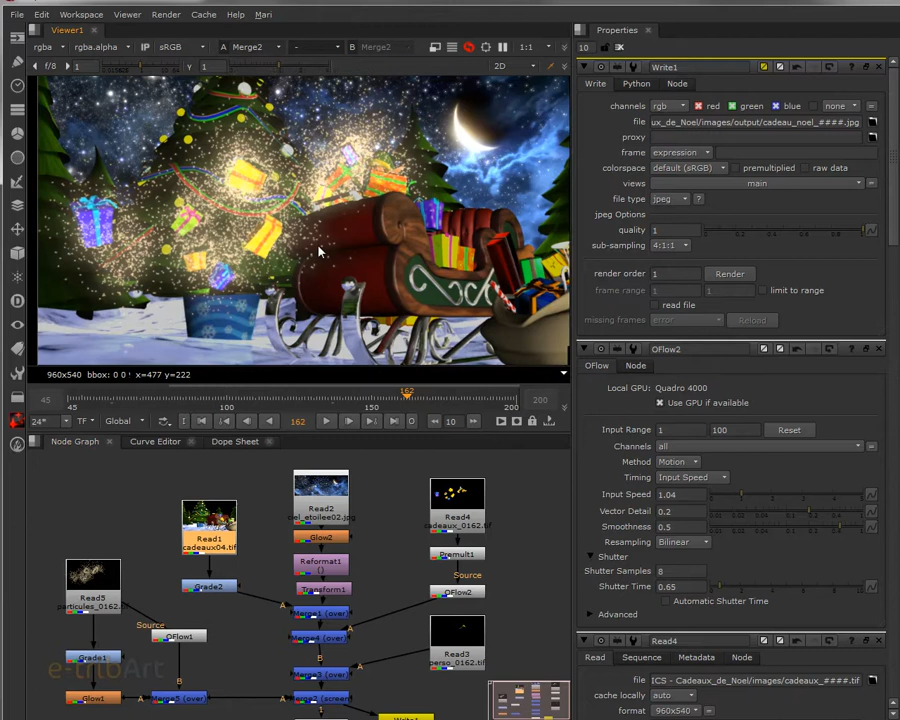 File Edit Workspace Viewer Render Cache Help Mari
Viewer1
rgba rgba.alpha IP sRGB A Merge2 - B Merge2 1:1
f/8 1 γ 1 2D
960x540 bbox: 0 0 x=477 y=222
162
45 45 100 150 200 200
24* TF Global 162 10
Node Graph Curve Editor Dope Sheet
Read1
cadeaux04.tif
Grade2
Read2
ciel_etoilee02.jpg
Glow2
Reformat1
()
Transform1
Read4
cadeaux_0162.tif
Premult1
Source
OFlow2
A
Merge1 (over)
Merge4 (over)
A
Read5
particules_0162.
Source
OFlow1
B
Read3
perso_0162.tif
Grade1
B
Merge3 (over)
A
Glow1
A
Merge5 (over)
B
A
Merge2 (screen)
Write1
e-tribArt
Properties
10
Write1
Write Python Node
channels rgb red green blue none =
file ux_de_Noel/images/output/cadeau_noel_####.jpg
proxy
frame expression
colorspace default (sRGB) premultiplied raw data
views main
file type jpeg ?
jpeg Options
quality 1
sub-sampling 4:1:1
render order 1 Render
frame range 1 1 limit to range
read file
missing frames error Reload
OFlow2
OFlow Node
Local GPU: Quadro 4000
Use GPU if available
Input Range 1 100 Reset
Channels all =
Method Motion
Timing Input Speed
Input Speed 1.04
Vector Detail 0.2
Smoothness 0.5
Resampling Bilinear
Shutter
Shutter Samples 8
Shutter Time 0.65
Automatic Shutter Time
Advanced
Read4
Read Sequence Metadata Node
file ICS - Cadeaux_de_Noel/images/cadeaux_####.tif
cache locally auto
format 960x540 =